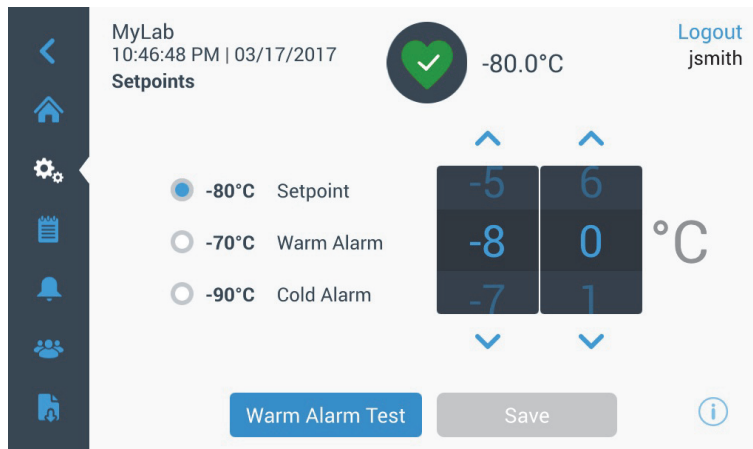 MyLab
10:46:48 PM | 03/17/2017
Setpoints
-80.0°C
Logout
jsmith
-80°C Setpoint
-70°C Warm Alarm
-90°C Cold Alarm
-5 6
-8 0 °C
-7 1
Warm Alarm Test
Save
i